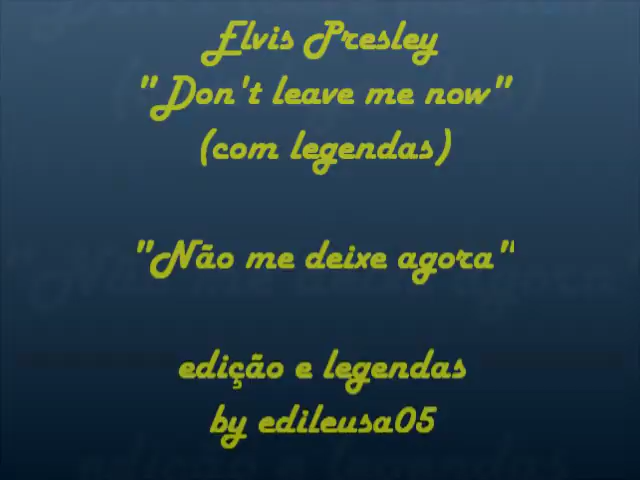 Elvis Presley
"Don't leave me now"
(com legendas)
"Não me deixe agora"
edição e legendas
by edileusa05